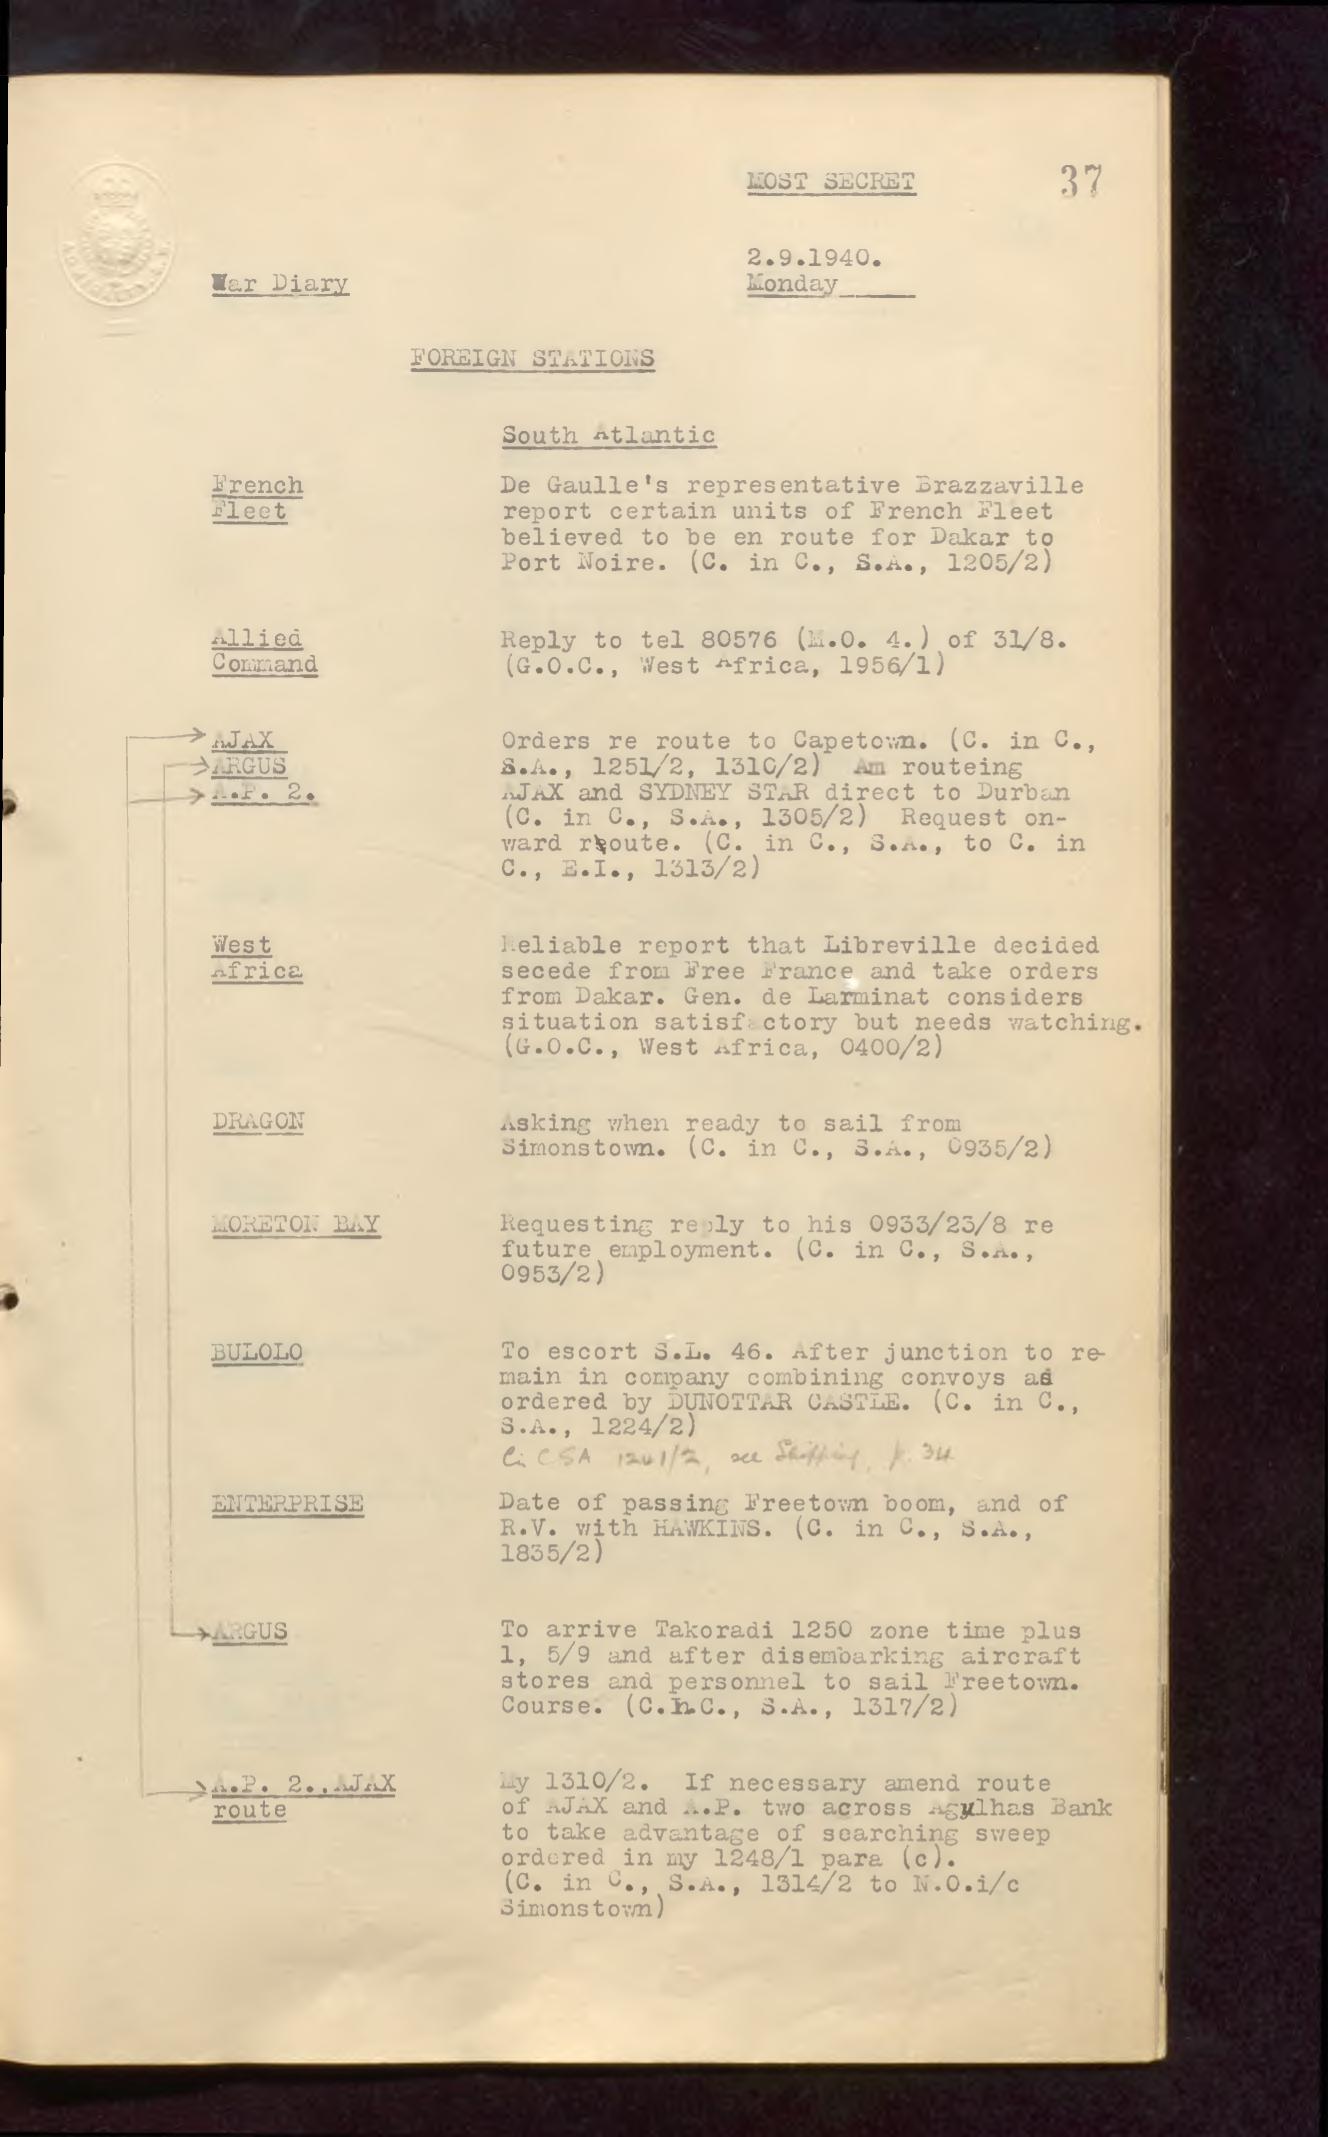 MOST SECRET
37
2.9.1940.
War Diary
Monday
FOREIGN STATIONS
South Atlantic
French
Fleet
De Gaulle's representative Brazzaville
report certain units of French Fleet
believed to be en route for Dakar to
Port Noire. (C. in C., S.A., 1205/2)
Allied
Command
Reply to tel 80576 (M.O. 4.) of 31/8.
(G.O.C., West Africa, 1956/1)
AJAX
ARGUS
A.P. 2.
Orders re route to Capetown. (C. in C.,
S.A., 1251/2, 1310/2) Am routeing
AJAX and SYDNEY STAR direct to Durban
(C. in C., S.A., 1305/2) Request on-
ward route. (C. in C., S.A., to C. in
C., E.I., 1313/2)
West
Africa
Reliable report that Libreville decided
secede from Free France and take orders
from Dakar. Gen. de Larminat considers
situation satisfactory but needs watching.
(G.O.C., West Africa, 0400/2)
DRAGON
Asking when ready to sail from
Simonstown. (C. in C., S.A., 0935/2)
MORETON BAY
Requesting reply to his 0933/23/8 re
future employment. (C. in C., S.A.,
0953/2)
BULOLO
To escort S.L. 46. After junction to re-
main in company combining convoys as
ordered by DUNOTTAR CASTLE. (C. in C.,
S.A., 1224/2)
CSA 1201/2, see Shipping, p. 34
ENTERPRISE
Date of passing Freetown boom, and of
R.V. with HAWKINS. (C. in C., S.A.,
1835/2)
ARGUS
To arrive Takoradi 1250 zone time plus
1, 5/9 and after disembarking aircraft
stores and personnel to sail Freetown.
Course. (C.in.C., S.A., 1317/2)
A.P. 2., AJAX
route
My 1310/2. If necessary amend route
of AJAX and A.P. two across Agulhas Bank
to take advantage of searching sweep
ordered in my 1248/1 para (c).
(C. in C., S.A., 1314/2 to N.O.i/c
Simonstown)